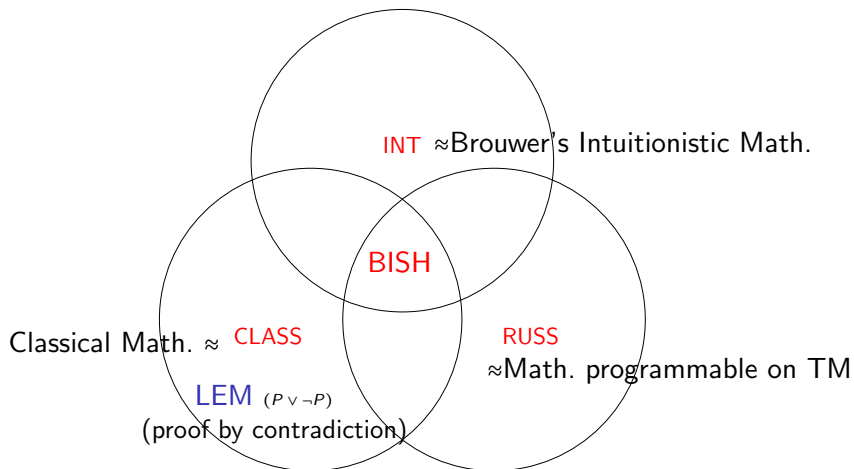 INT ≈Brouwer's Intuitionistic Math.
BISH
Classical Math. ≈ CLASS
RUSS
≈Math. programmable on TM
LEM (P ∨ ¬P)
(proof by contradiction)